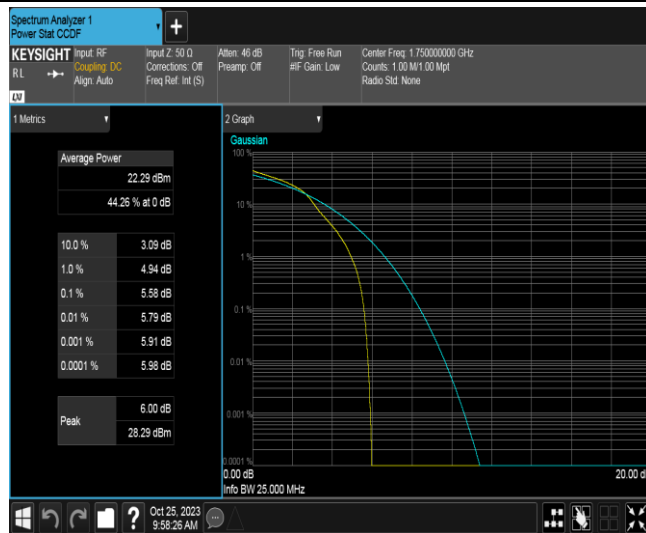 Spectrum Analyzer 1
Power Stat CCDF
+
KEYSIGHT
RL
Input: RF
Coupling: DC
Align: Auto
Input Z: 50 Ω
Corrections: Off
Freq Ref: Int (S)
Atten: 46 dB
Preamp: Off
Trig: Free Run
#IF Gain: Low
Center Freq: 1.750000000 GHz
Counts: 1.00 M/1.00 Mpt
Radio Std: None
1 Metrics
Average Power
22.29 dBm
44.26 % at 0 dB
10.0 % 3.09 dB
1.0 % 4.94 dB
0.1 % 5.58 dB
0.01 % 5.79 dB
0.001 % 5.91 dB
0.0001 % 5.98 dB
Peak
6.00 dB
28.29 dBm
2 Graph
Gaussian
100 %
10 %
1 %
0.1 %
0.01 %
0.001 %
0.0001 %
0.00 dB
20.00 d
Info BW 25.000 MHz
?
Oct 25, 2023
9:58:26 AM